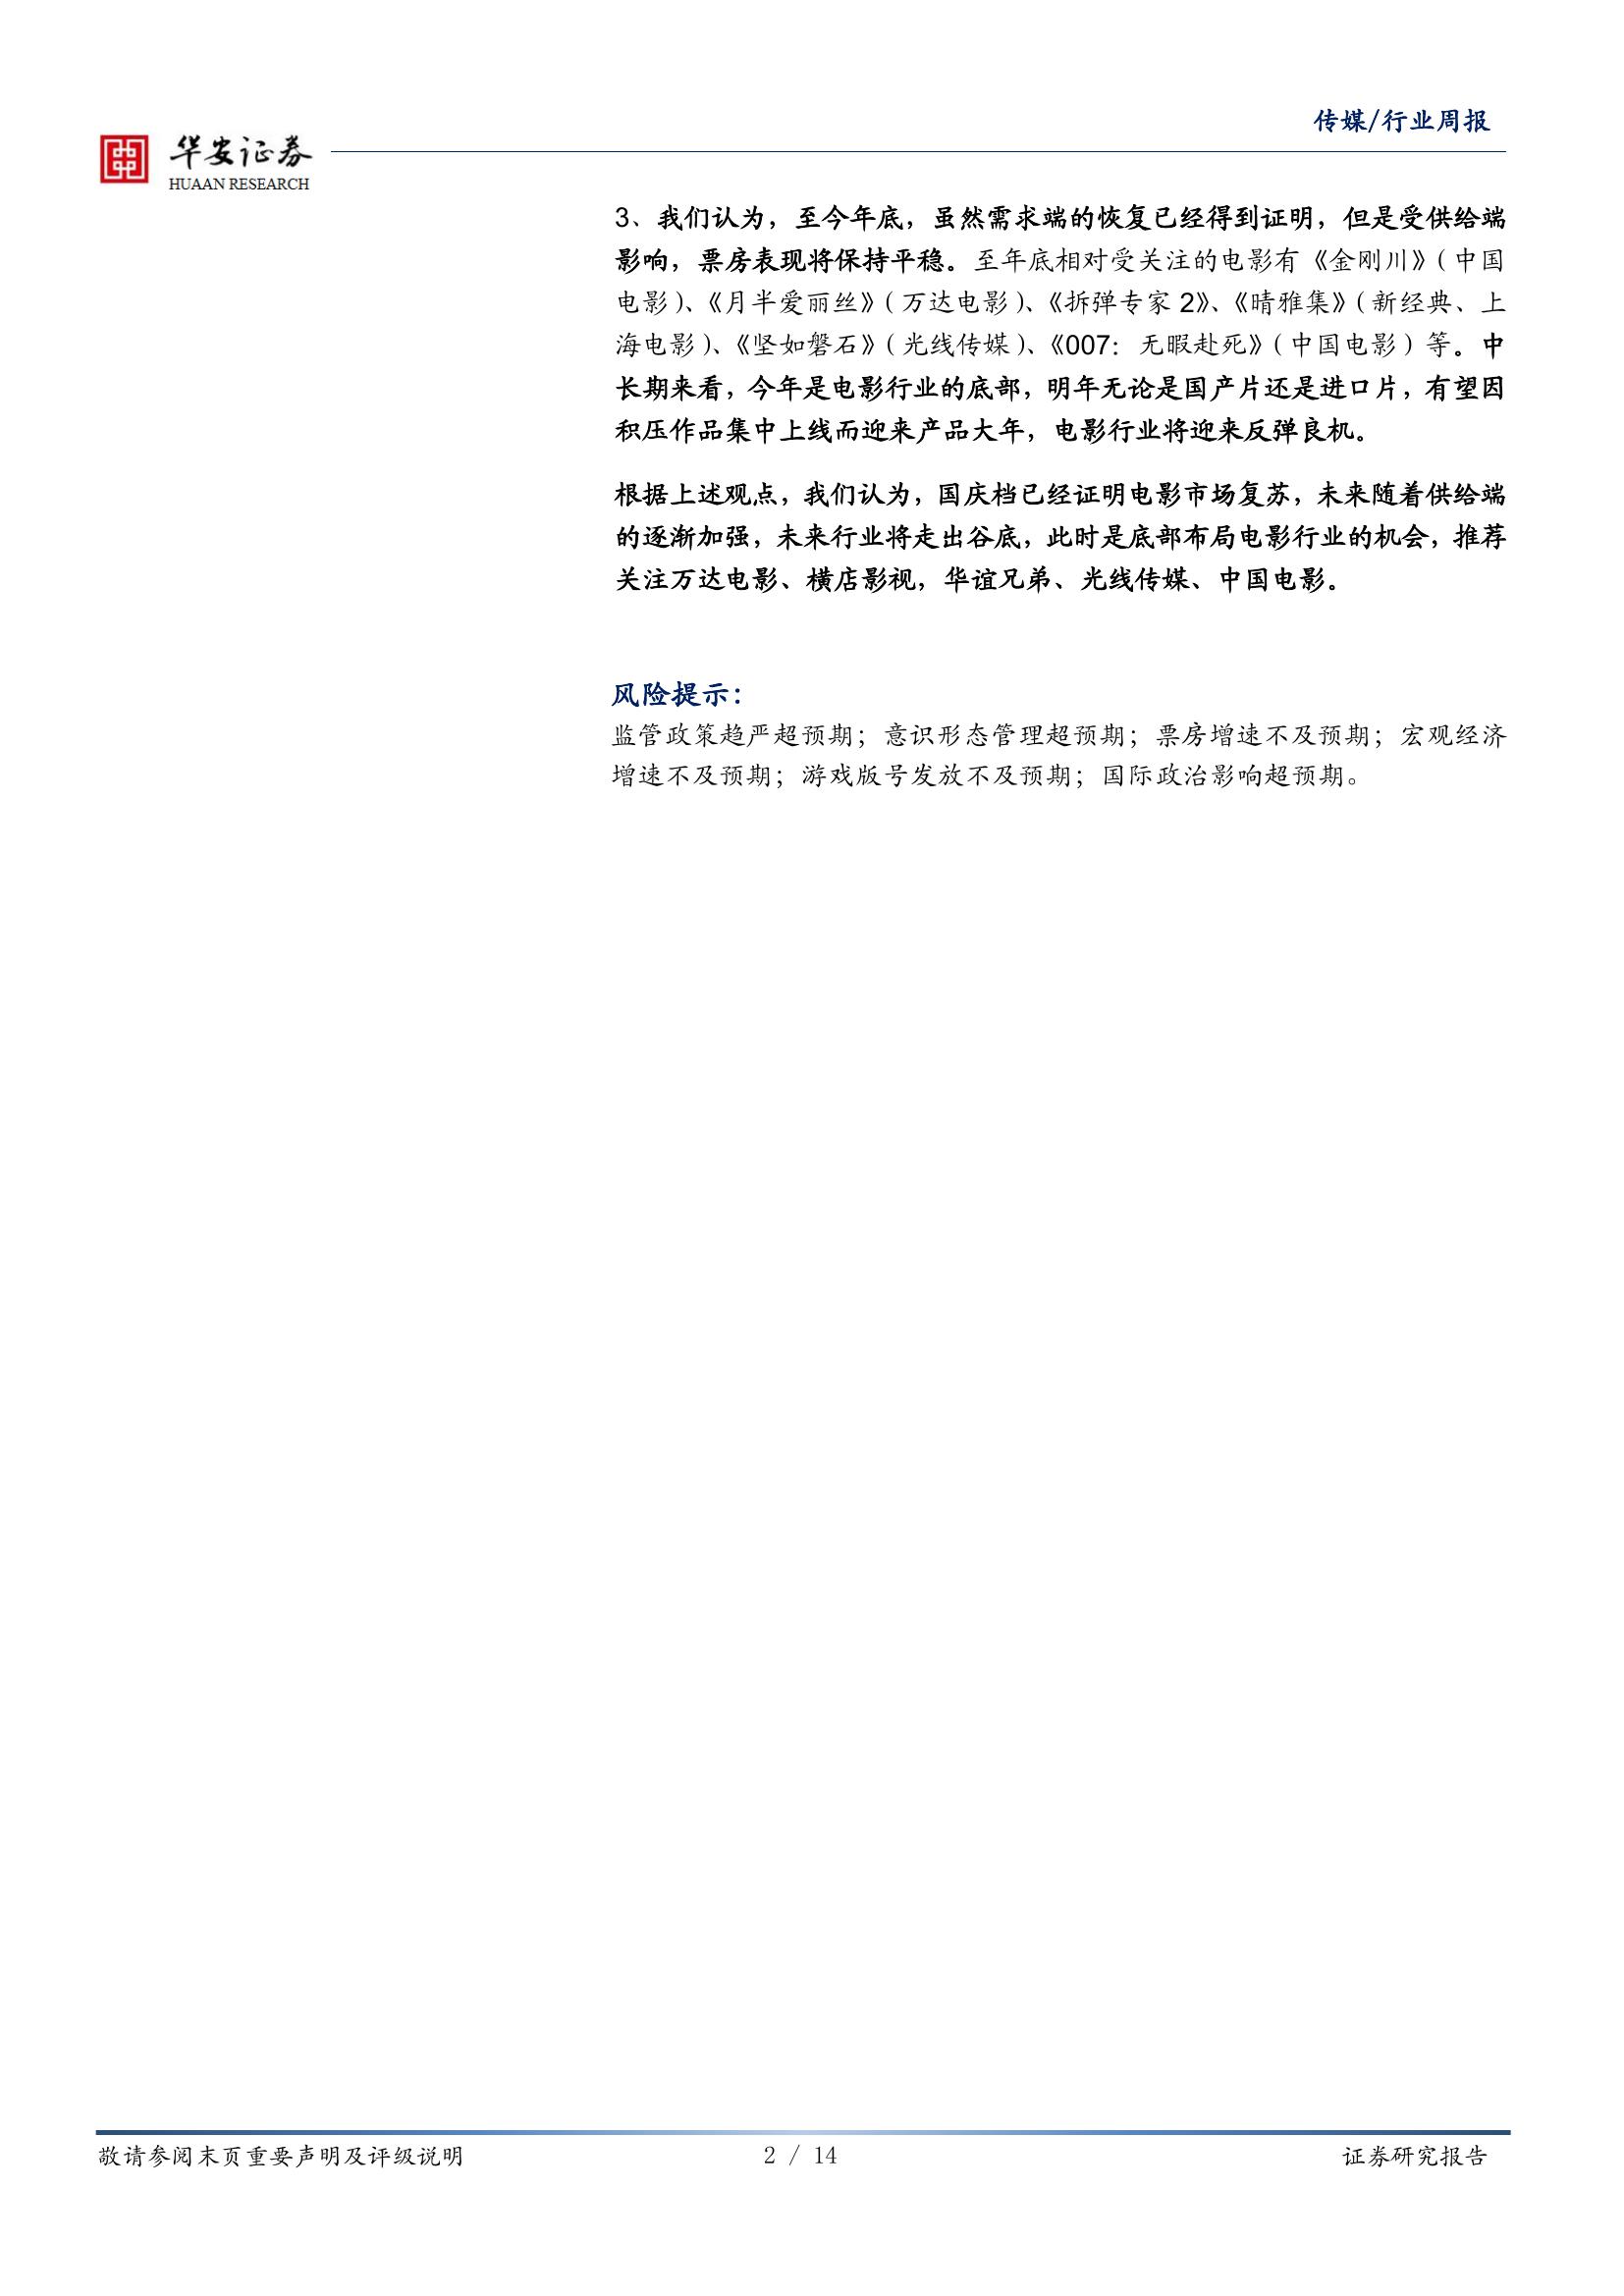 传媒/行业周报
华安证券
HUAAN RESEARCH
3、我们认为，至今年底，虽然需求端的恢复已经得到证明，但是受供给端
影响，票房表现将保持平稳。至年底相对受关注的电影有《金刚川》（中国
电影）、《月半爱丽丝》（万达电影）、《拆弹专家 2》、《晴雅集》（新经典、上
海电影）、《坚如磐石》（光线传媒）、《007：无暇赴死》（中国电影）等。中
长期来看，今年是电影行业的底部，明年无论是国产片还是进口片，有望因
积压作品集中上线而迎来产品大年，电影行业将迎来反弹良机。
根据上述观点，我们认为，国庆档已经证明电影市场复苏，未来随着供给端
的逐渐加强，未来行业将走出谷底，此时是底部布局电影行业的机会，推荐
关注万达电影、横店影视，华谊兄弟、光线传媒、中国电影。
风险提示：
监管政策趋严超预期；意识形态管理超预期；票房增速不及预期；宏观经济
增速不及预期；游戏版号发放不及预期；国际政治影响超预期。
敬请参阅末页重要声明及评级说明
2 / 14
证券研究报告